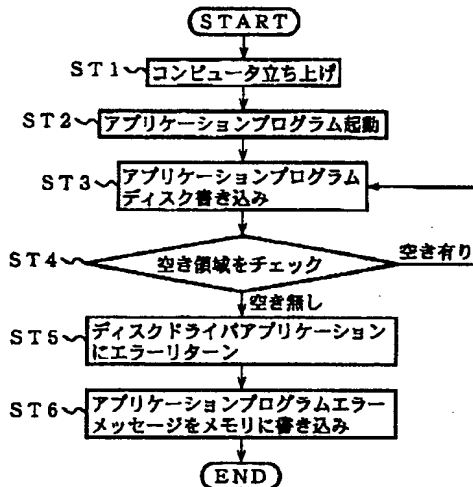 START
ST1
コンピュータ立ち上げ
ST2
アプリケーションプログラム起動
ST3
アプリケーションプログラム
ディスク書き込み
ST4
空き領域をチェック
空き有り
空き無し
ST5
ディスクドライバアプリケーション
にエラーリターン
ST6
アプリケーションプログラムエラー
メッセージをメモリに書き込み
END